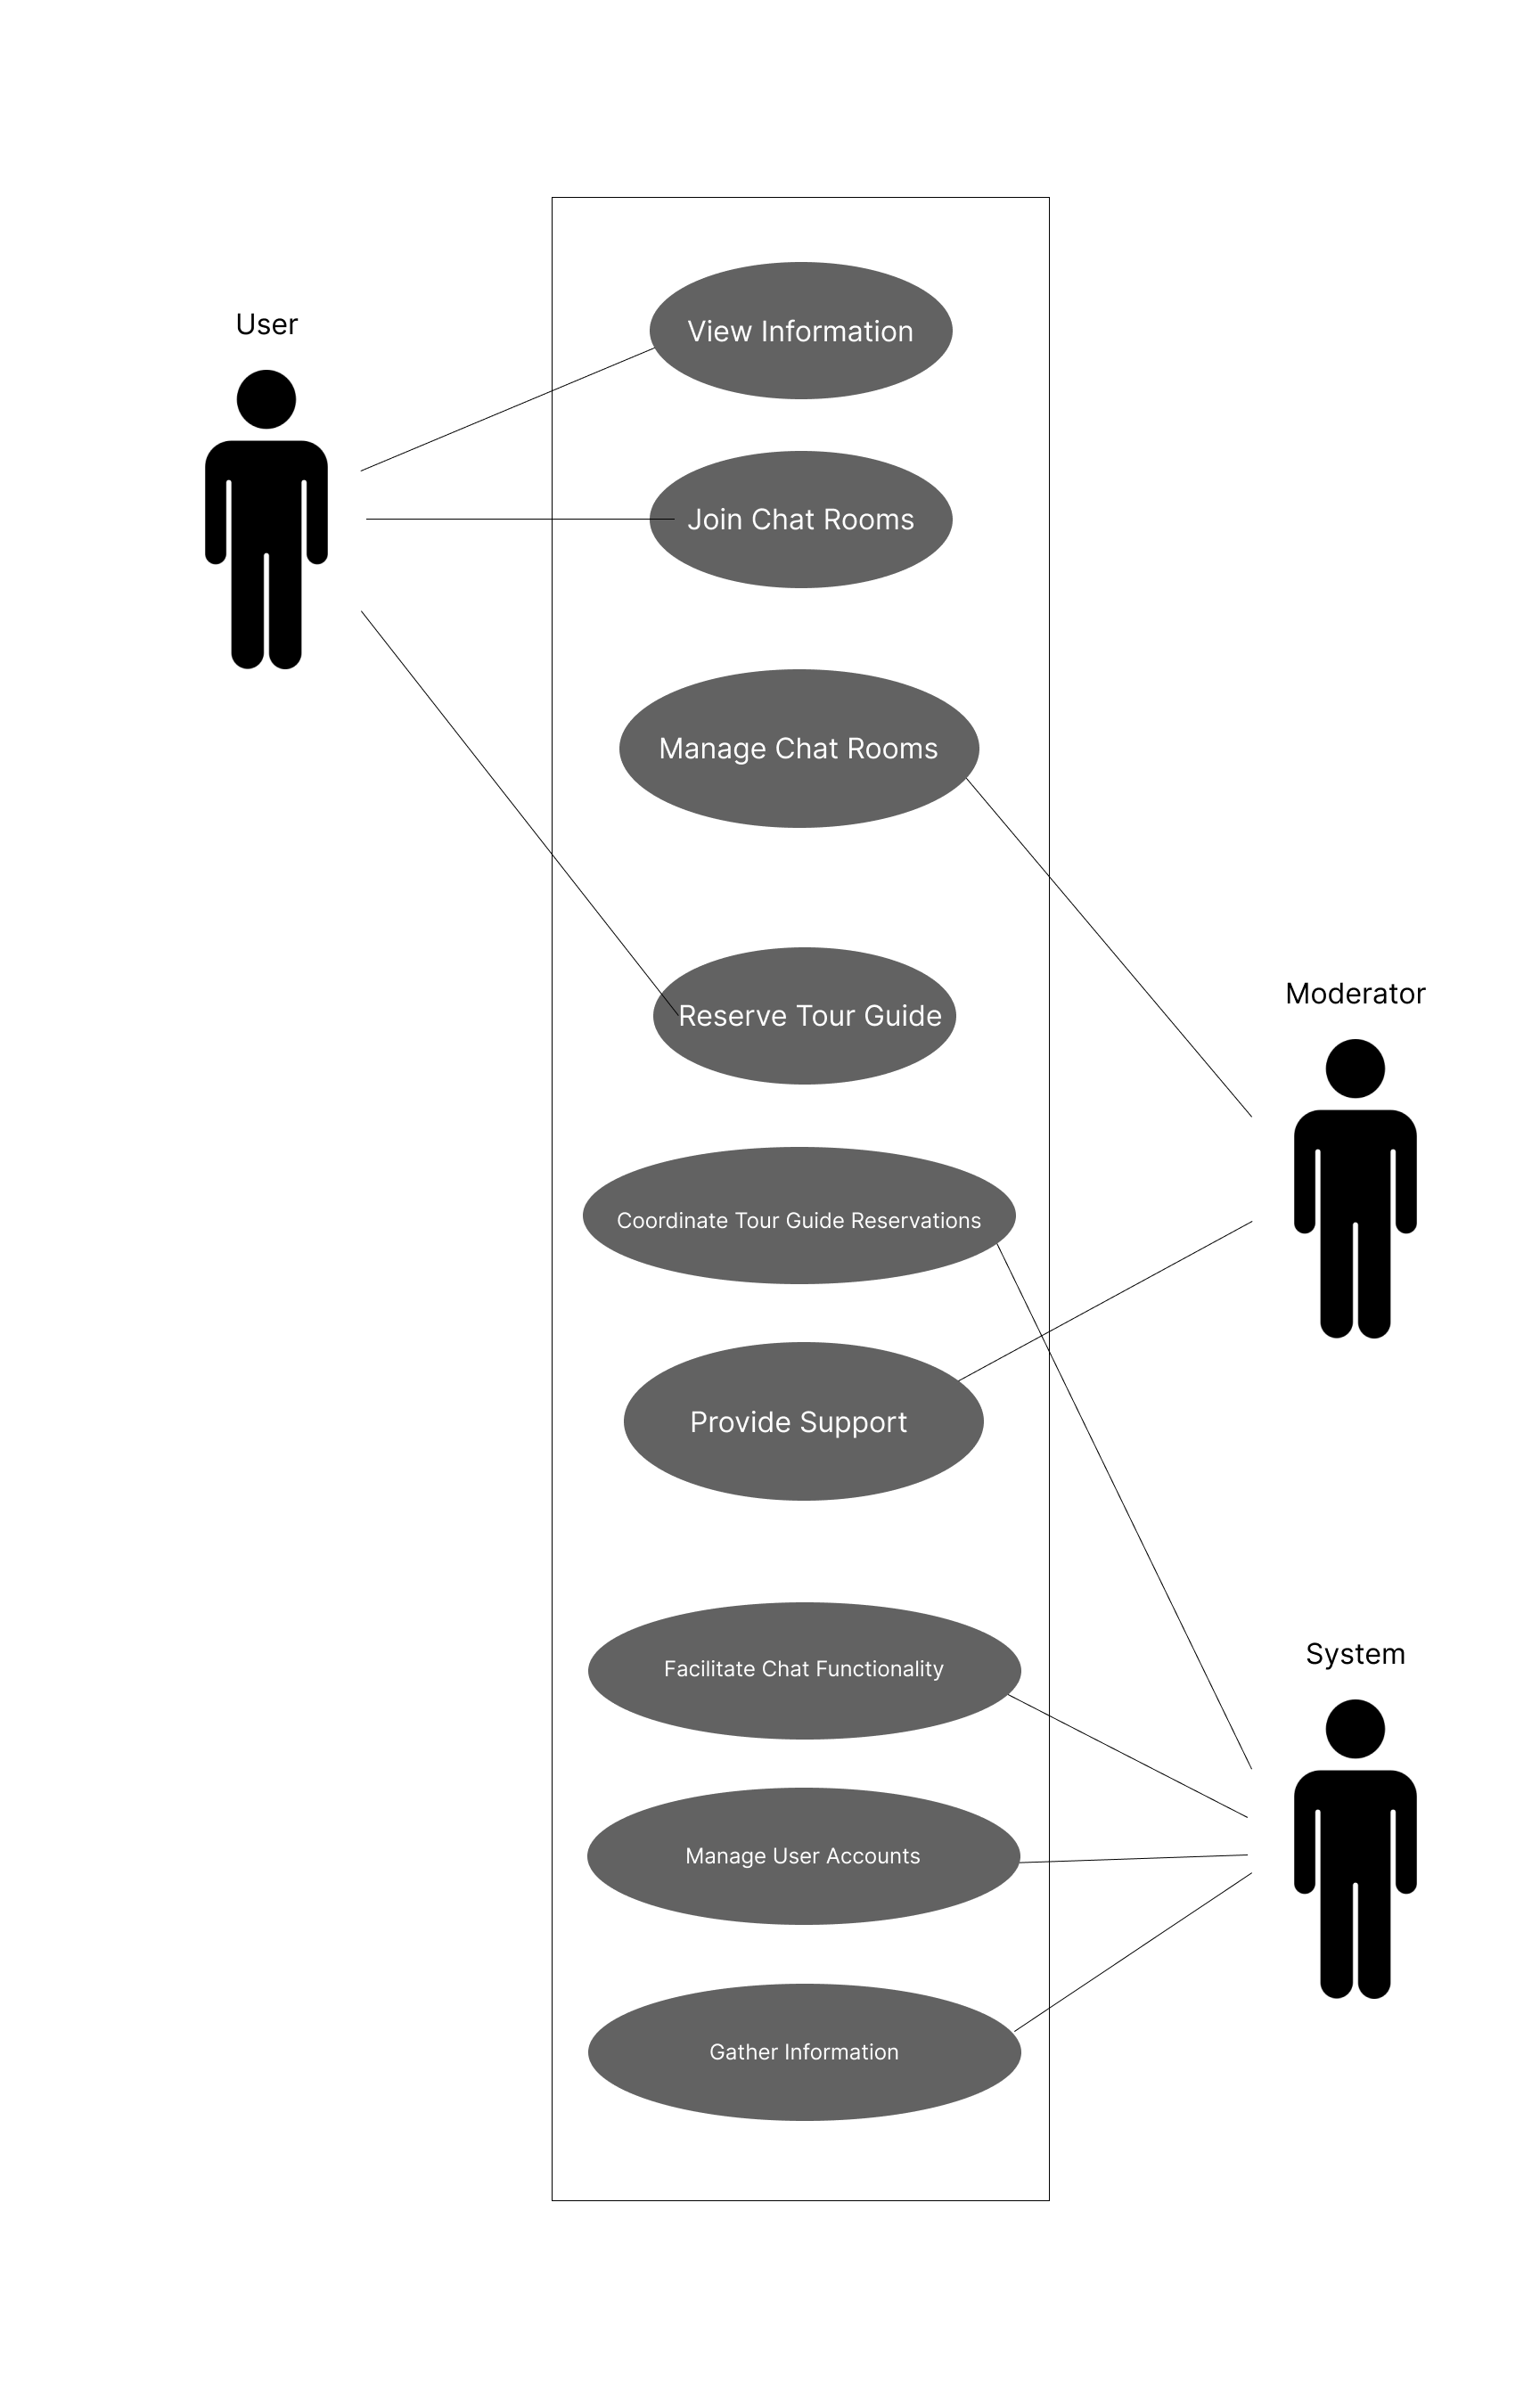 User
View Information
Join Chat Rooms
Manage Chat Rooms
Reserve Tour Guide
Moderator
Coordinate Tour Guide Reservations
Provide Support
System
Facilitate Chat Functionality
Manage User Accounts
Gather Information